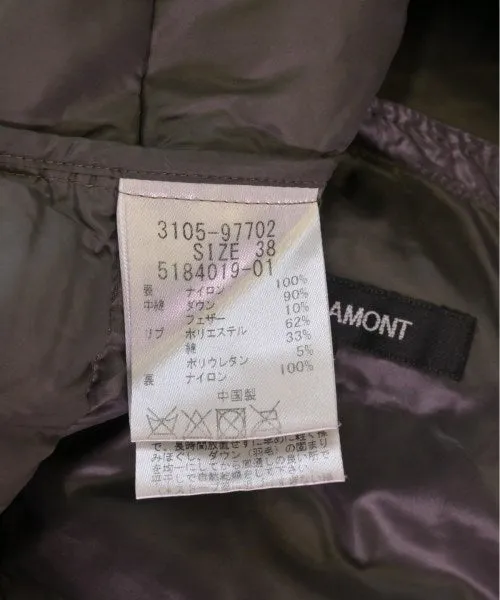 3105-97702
SIZE 38
5184019-01
表 ナイロン 100%
中綿 ダウン 90%
フェザー 10%
リブ ポリエステル 62%
綿 33%
ポリウレタン 5%
裏 ナイロン 100%
中国製
AMONT